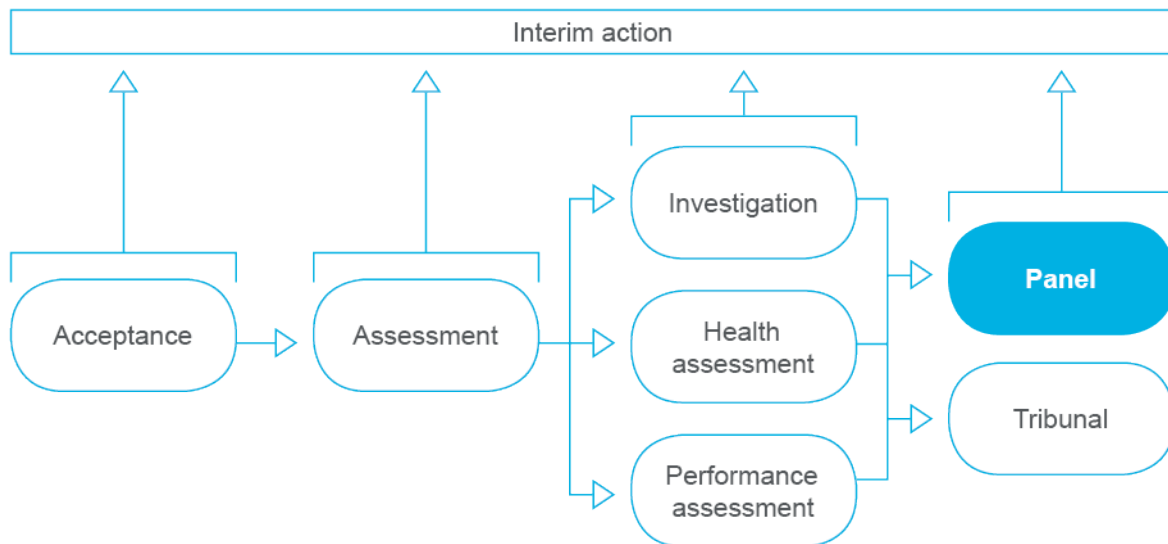 Interim action
Acceptance
Assessment
Investigation
Health
assessment
Performance
assessment
Panel
Tribunal